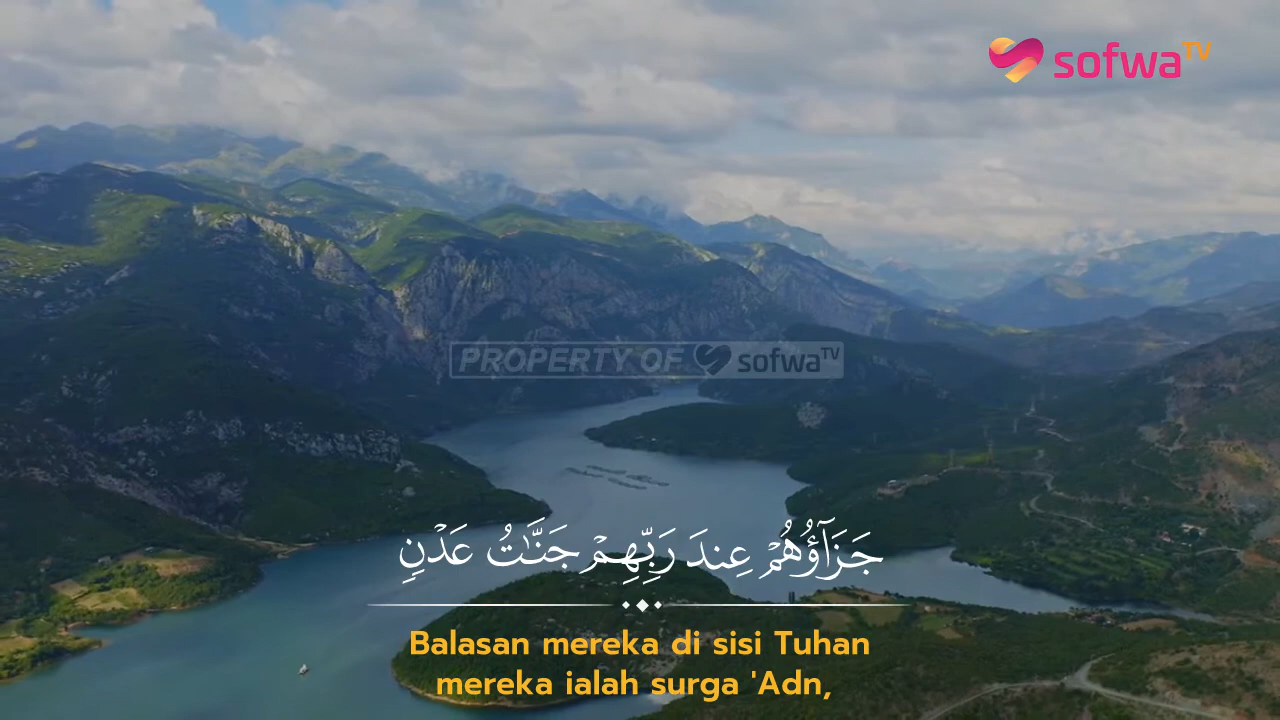 sofwa TV
PROPERTY OF sofwa TV
جَزَآؤُهُمْ عِندَ رَبِّهِمْ جَنَّـٰتُ عَدْنٍ
Balasan mereka di sisi Tuhan
mereka ialah surga 'Adn,